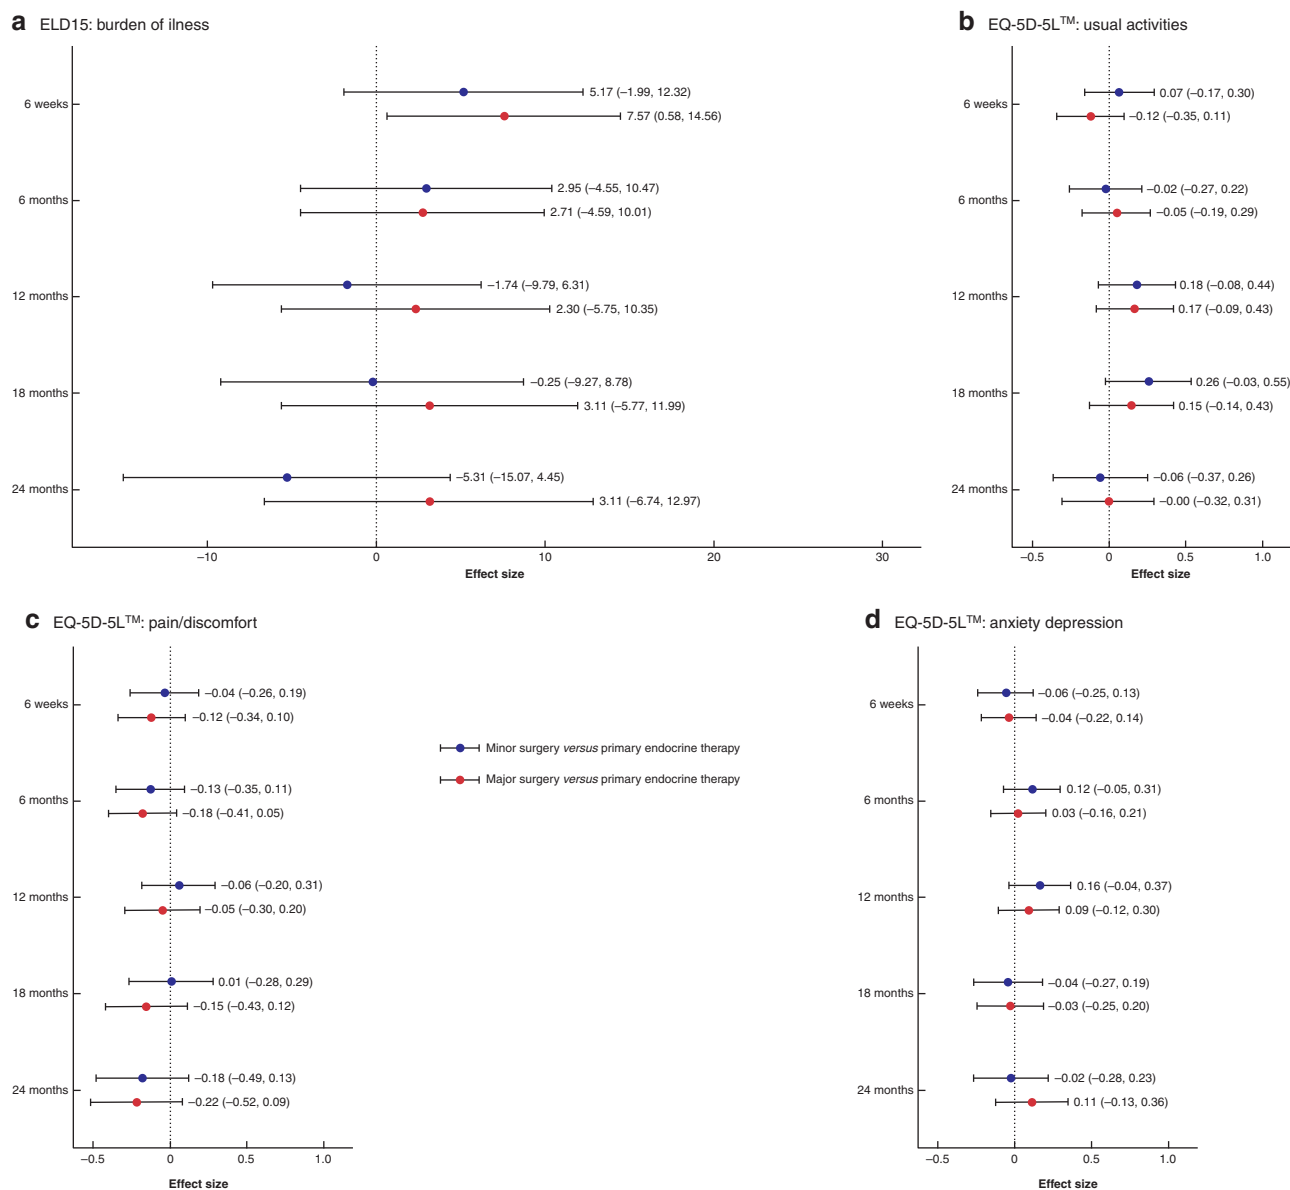 a ELD15: burden of ilness
6 weeks
5.17 (−1.99, 12.32)
7.57 (0.58, 14.56)
6 months
2.95 (−4.55, 10.47)
2.71 (−4.59, 10.01)
12 months
−1.74 (−9.79, 6.31)
2.30 (−5.75, 10.35)
18 months
−0.25 (−9.27, 8.78)
3.11 (−5.77, 11.99)
24 months
−5.31 (−15.07, 4.45)
3.11 (−6.74, 12.97)
−10 0 10 20 30
Effect size
b EQ-5D-5L™: usual activities
6 weeks
0.07 (−0.17, 0.30)
−0.12 (−0.35, 0.11)
6 months
−0.02 (−0.27, 0.22)
−0.05 (−0.19, 0.29)
12 months
0.18 (−0.08, 0.44)
0.17 (−0.09, 0.43)
18 months
0.26 (−0.03, 0.55)
0.15 (−0.14, 0.43)
24 months
−0.06 (−0.37, 0.26)
−0.00 (−0.32, 0.31)
−0.5 0 0.5 1.0
Effect size
c EQ-5D-5L™: pain/discomfort
6 weeks
−0.04 (−0.26, 0.19)
−0.12 (−0.34, 0.10)
6 months
−0.13 (−0.35, 0.11)
−0.18 (−0.41, 0.05)
12 months
−0.06 (−0.20, 0.31)
−0.05 (−0.30, 0.20)
18 months
0.01 (−0.28, 0.29)
−0.15 (−0.43, 0.12)
24 months
−0.18 (−0.49, 0.13)
−0.22 (−0.52, 0.09)
−0.5 0 0.5 1.0
Effect size
Minor surgery versus primary endocrine therapy
Major surgery versus primary endocrine therapy
d EQ-5D-5L™: anxiety depression
6 weeks
−0.06 (−0.25, 0.13)
−0.04 (−0.22, 0.14)
6 months
0.12 (−0.05, 0.31)
0.03 (−0.16, 0.21)
12 months
0.16 (−0.04, 0.37)
0.09 (−0.12, 0.30)
18 months
−0.04 (−0.27, 0.19)
−0.03 (−0.25, 0.20)
24 months
−0.02 (−0.28, 0.23)
0.11 (−0.13, 0.36)
−0.5 0 0.5 1.0
Effect size